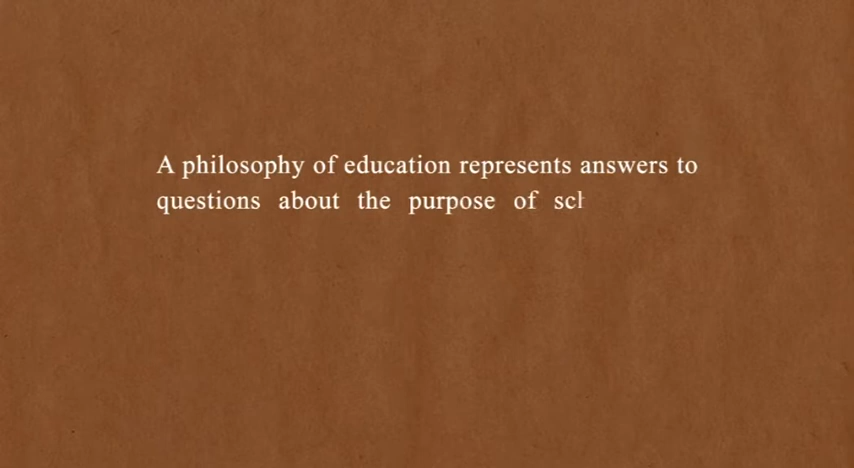 A philosophy of education represents answers to
questions about the purpose of